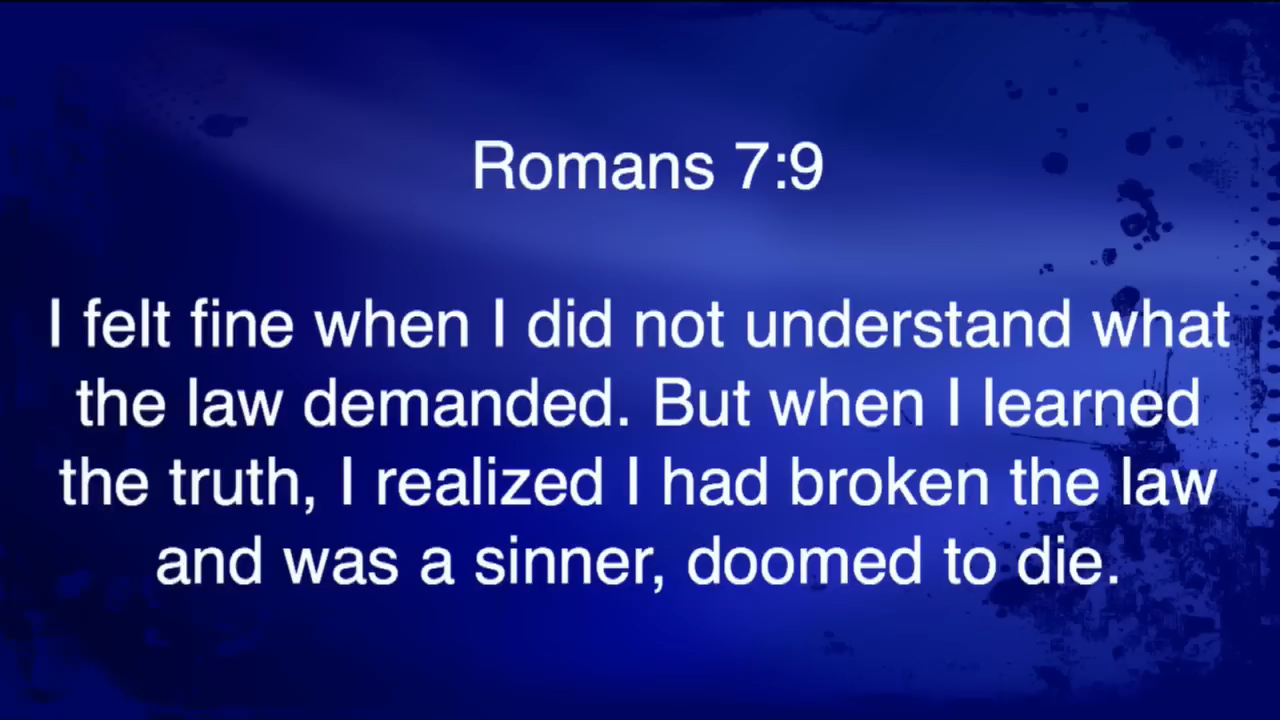 Romans 7:9
I felt fine when I did not understand what
the law demanded. But when I learned
the truth, I realized I had broken the law
and was a sinner, doomed to die.